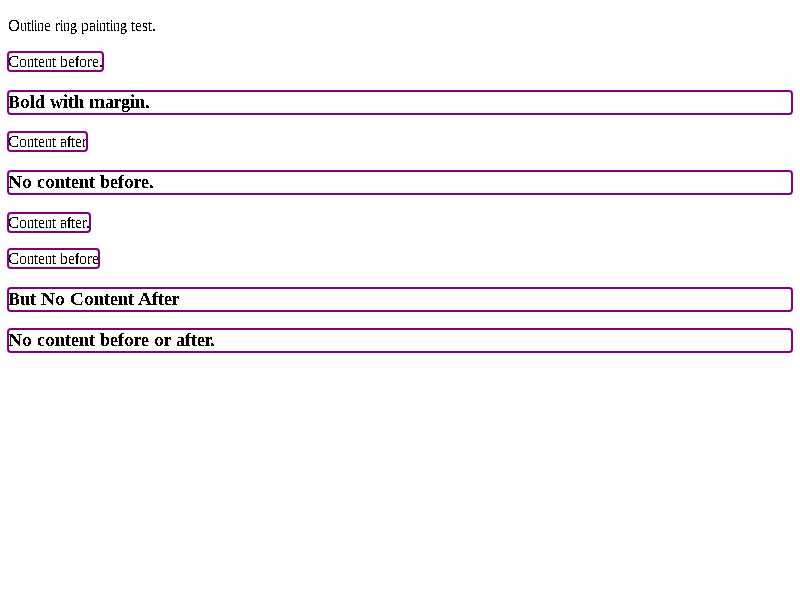 Outline ring painting test.
Content before.
Bold with margin.
Content after
No content before.
Content after.
Content before
But No Content After
No content before or after.